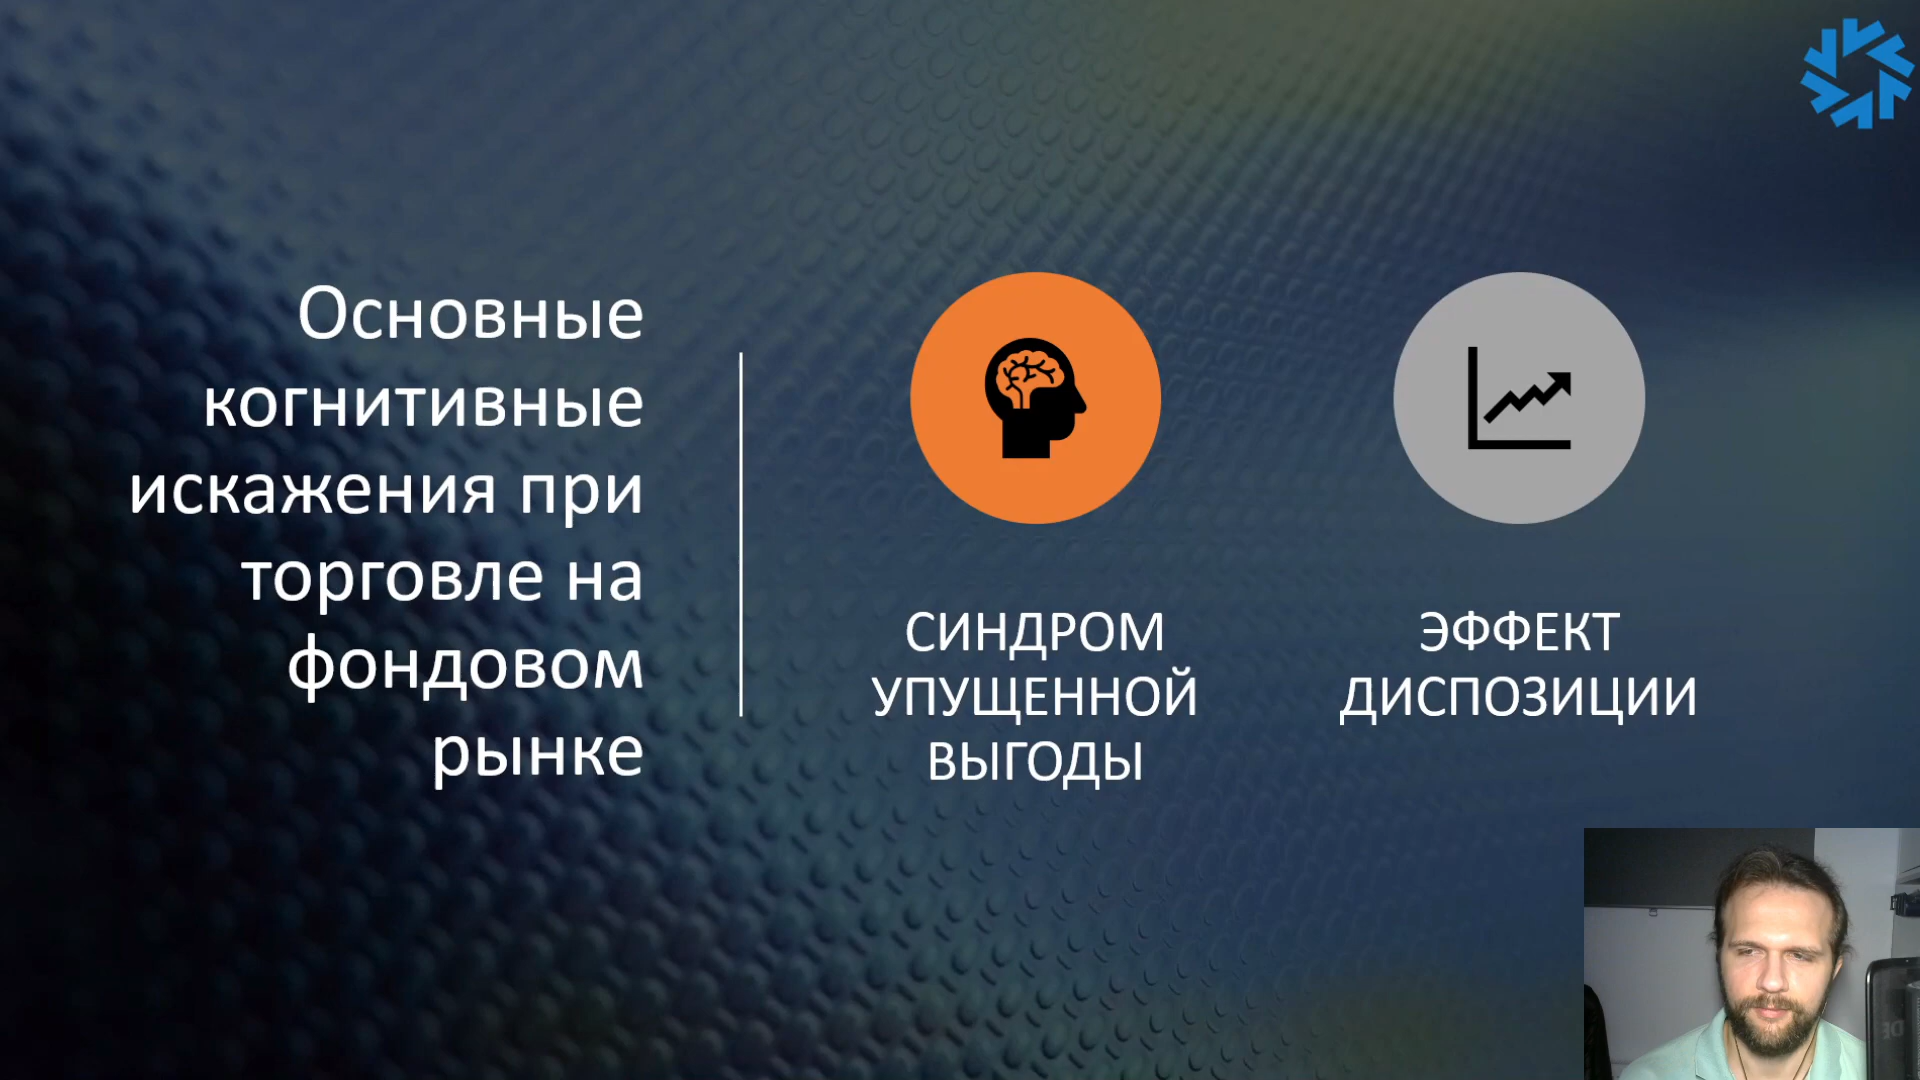 Основные
когнитивные
искажения при
торговле на
фондовом
рынке
СИНДРОМ
УПУЩЕННОЙ
ВЫГОДЫ
ЭФФЕКТ
ДИСПОЗИЦИИ